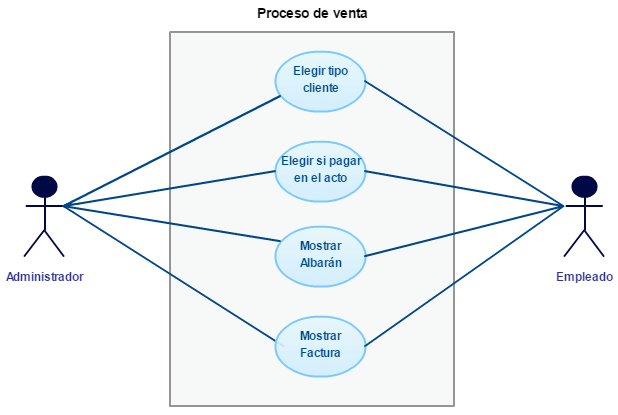 Proceso de venta
Elegir tipo
cliente
Elegir si pagar
en el acto
Mostrar
Albarán
Mostrar
Factura
Administrador
Empleado